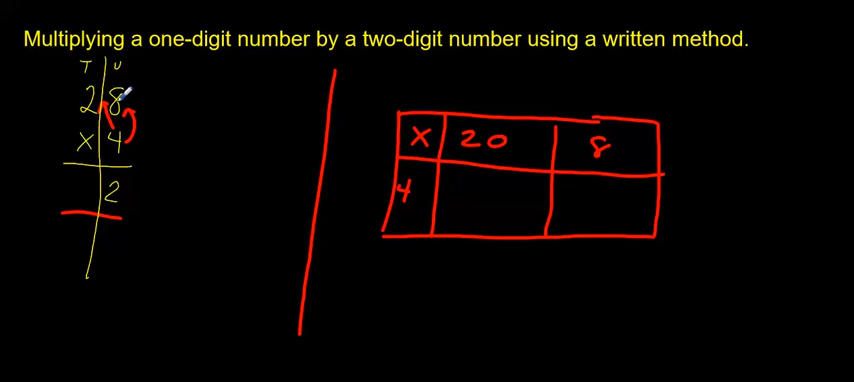 Multiplying a one-digit number by a two-digit number using a written method.
T U
2 8
x 4
2
X 20 8
4